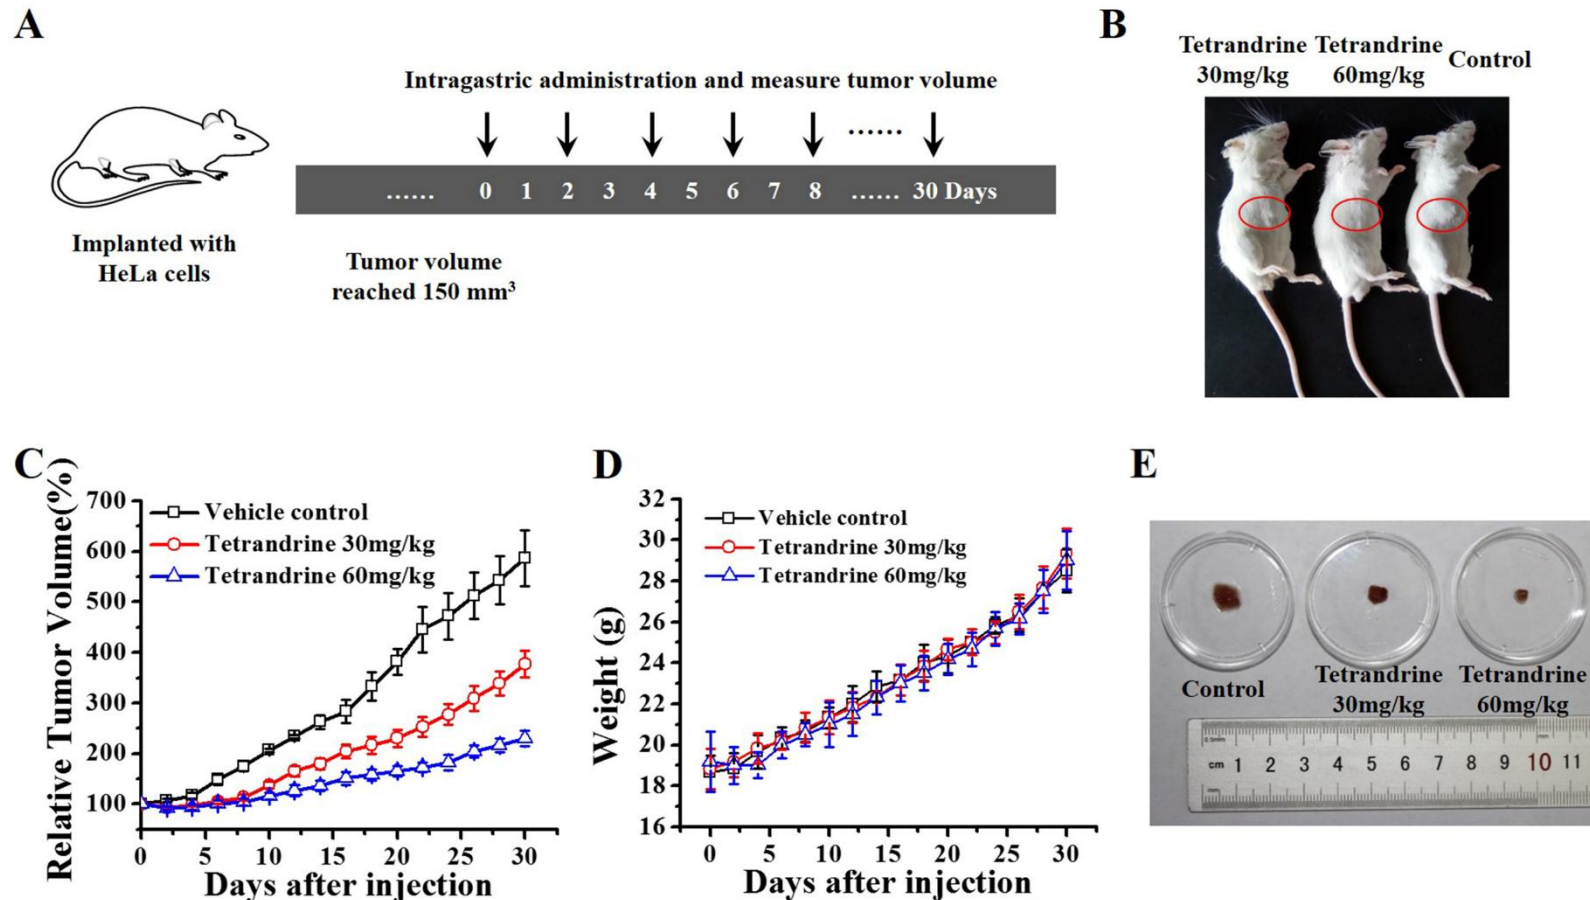 A
Intragastric administration and measure tumor volume
......
...... 0 1 2 3 4 5 6 7 8 ...... 30 Days
Implanted with
HeLa cells
Tumor volume
reached 150 mm³
B
Tetrandrine
30mg/kg
Tetrandrine
60mg/kg
Control
C
Relative Tumor Volume(%)
700
600
500
400
300
200
100
Vehicle control
Tetrandrine 30mg/kg
Tetrandrine 60mg/kg
0 5 10 15 20 25 30
Days after injection
D
Weight (g)
32
30
28
26
24
22
20
18
16
Vehicle control
Tetrandrine 30mg/kg
Tetrandrine 60mg/kg
0 5 10 15 20 25 30
Days after injection
E
Control
Tetrandrine
30mg/kg
Tetrandrine
60mg/kg
0.5mm
mm
cm 1 2 3 4 5 6 7 8 9 10 11
mm